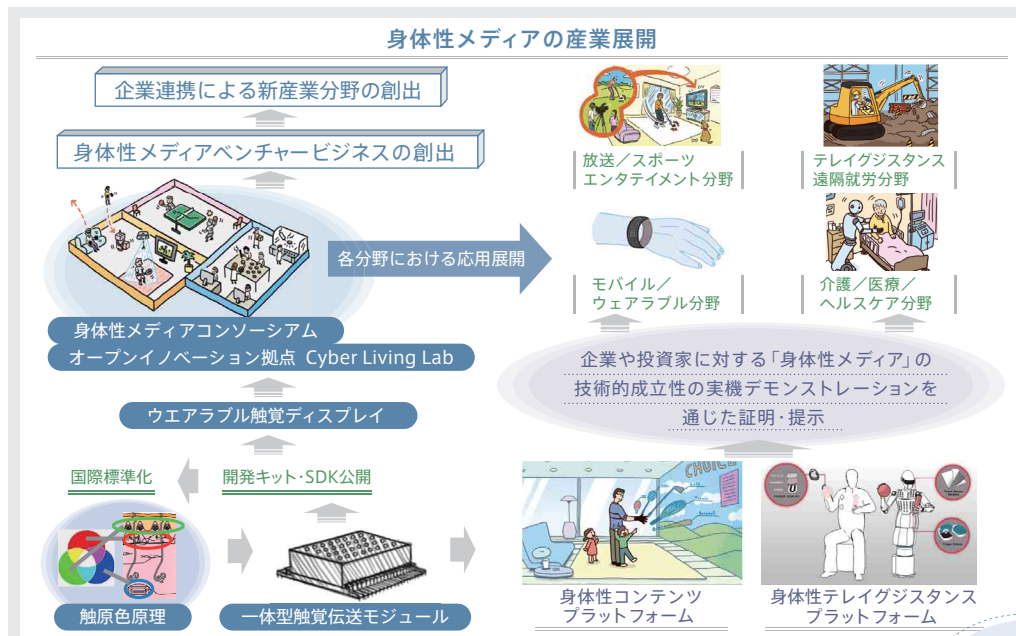 身体性メディアの産業展開
企業連携による新産業分野の創出
身体性メディアベンチャービジネスの創出
身体性メディアコンソーシアム
オープンイノベーション拠点 Cyber Living Lab
ウエアラブル触覚ディスプレイ
国際標準化
開発キット・SDK公開
触原色原理
一体型触覚伝送モジュール
各分野における応用展開
放送／スポーツ
エンタテイメント分野
テレイグジスタンス
遠隔就労分野
モバイル／
ウェアラブル分野
介護／医療／
ヘルスケア分野
企業や投資家に対する「身体性メディア」の
技術的成立性の実機デモンストレーションを
通じた証明・提示
CHOICE
身体性コンテンツ
プラットフォーム
身体性テレイグジスタンス
プラットフォーム